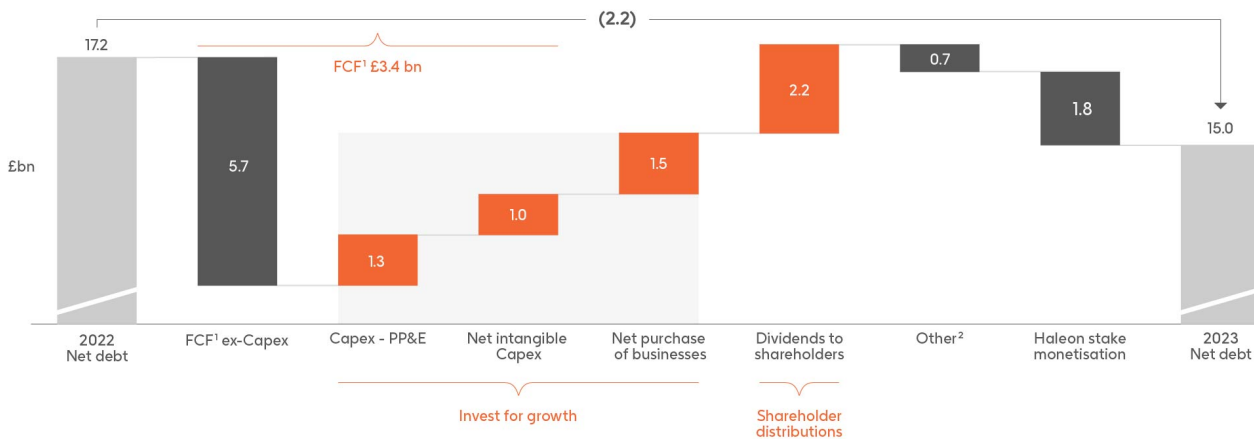 (2.2)
17.2
FCF¹ £3.4 bn
0.7
2.2
1.8
15.0
£bn
5.7
1.5
1.0
1.3
2022
Net debt
FCF¹ ex-Capex
Capex - PP&E
Net intangible
Capex
Net purchase
of businesses
Dividends to
shareholders
Other²
Haleon stake
monetisation
2023
Net debt
Invest for growth
Shareholder
distributions